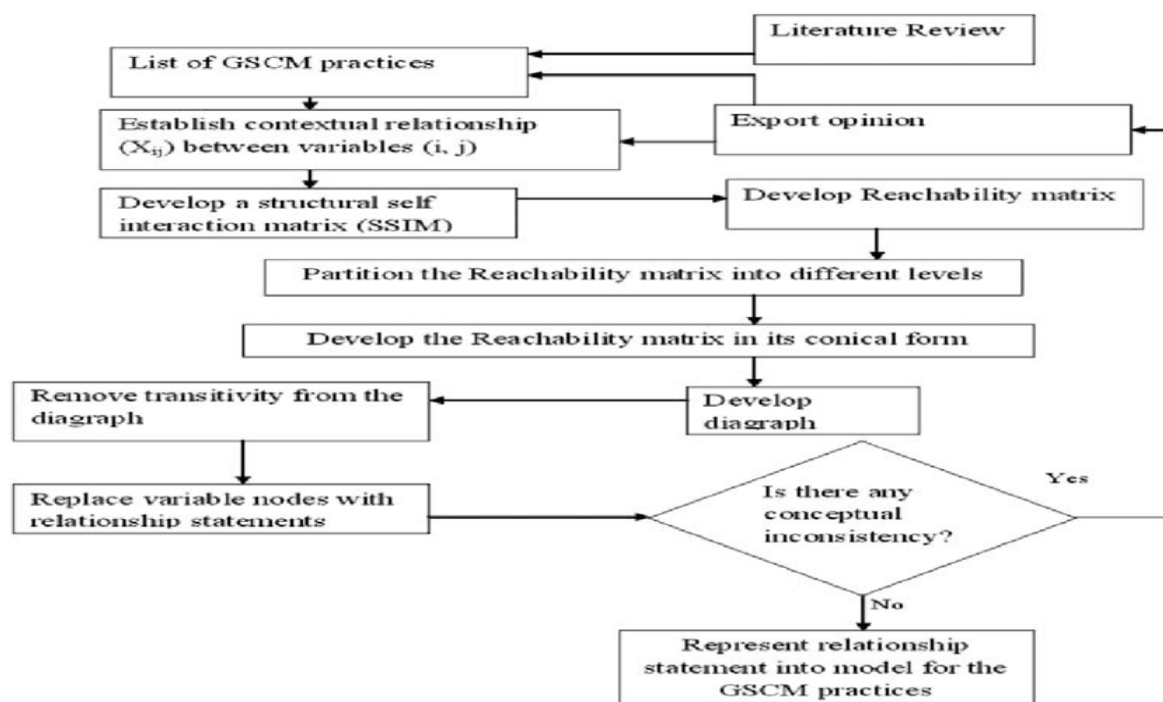 Literature Review
List of GSCM practices
Establish contextual relationship
(Xij) between variables (i, j)
Export opinion
Develop a structural self
interaction matrix (SSIM)
Develop Reachability matrix
Partition the Reachability matrix into different levels
Develop the Reachability matrix in its conical form
Remove transitivity from the
diagraph
Develop
diagraph
Replace variable nodes with
relationship statements
Is there any
conceptual
inconsistency?
Yes
No
Represent relationship
statement into model for the
GSCM practices